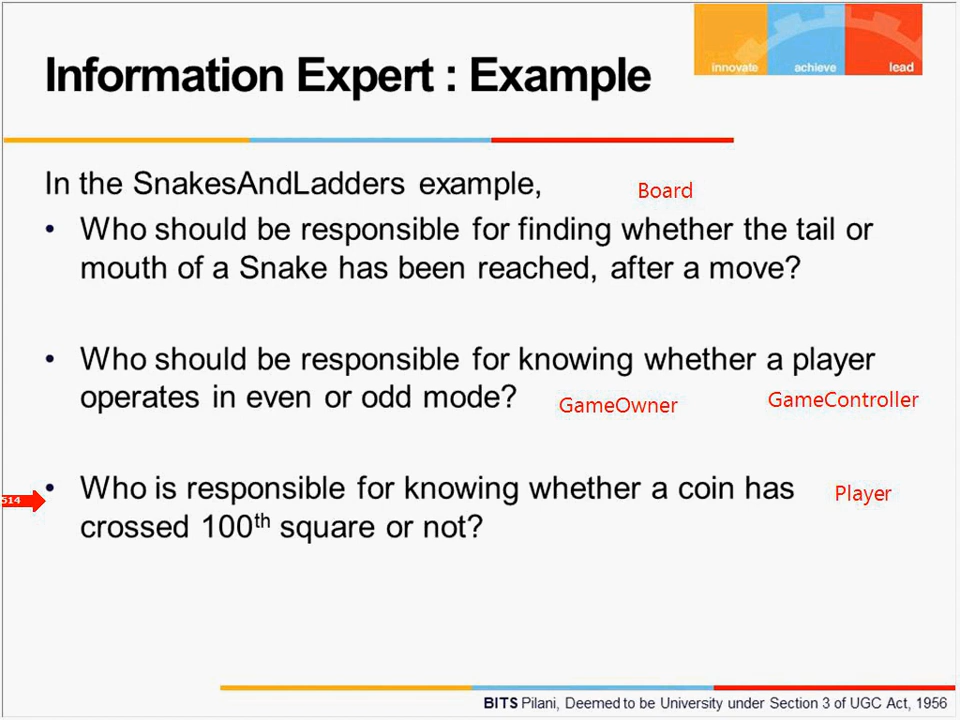 innovate achieve lead
Information Expert : Example
In the SnakesAndLadders example,
Board
• Who should be responsible for finding whether the tail or
mouth of a Snake has been reached, after a move?
• Who should be responsible for knowing whether a player
operates in even or odd mode?
GameOwner
GameController
514
• Who is responsible for knowing whether a coin has
Player
crossed 100th square or not?
BITS Pilani, Deemed to be University under Section 3 of UGC Act, 1956